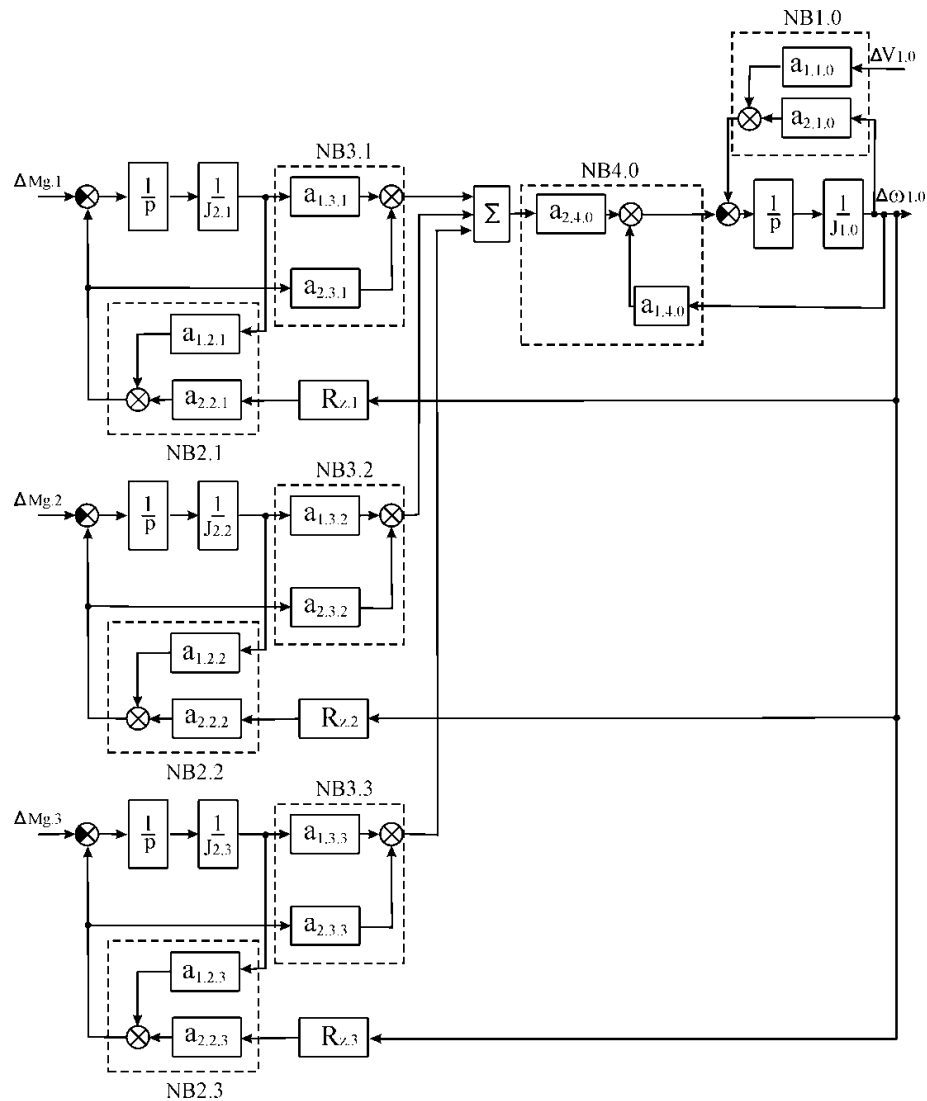 NB1.0
a1.1.0
ΔV1.0
a2.1.0
NB3.1
NB4.0
ΔMg.1
1
p
1
J2.1
a1.3.1
Σ
a2.4.0
1
p
1
J1.0
Δω1.0
a2.3.1
a1.4.0
a1.2.1
a2.2.1
Rz.1
NB2.1
NB3.2
ΔMg.2
1
p
1
J2.2
a1.3.2
a2.3.2
a1.2.2
a2.2.2
Rz.2
NB2.2
NB3.3
ΔMg.3
1
p
1
J2.3
a1.3.3
a2.3.3
a1.2.3
a2.2.3
Rz.3
NB2.3